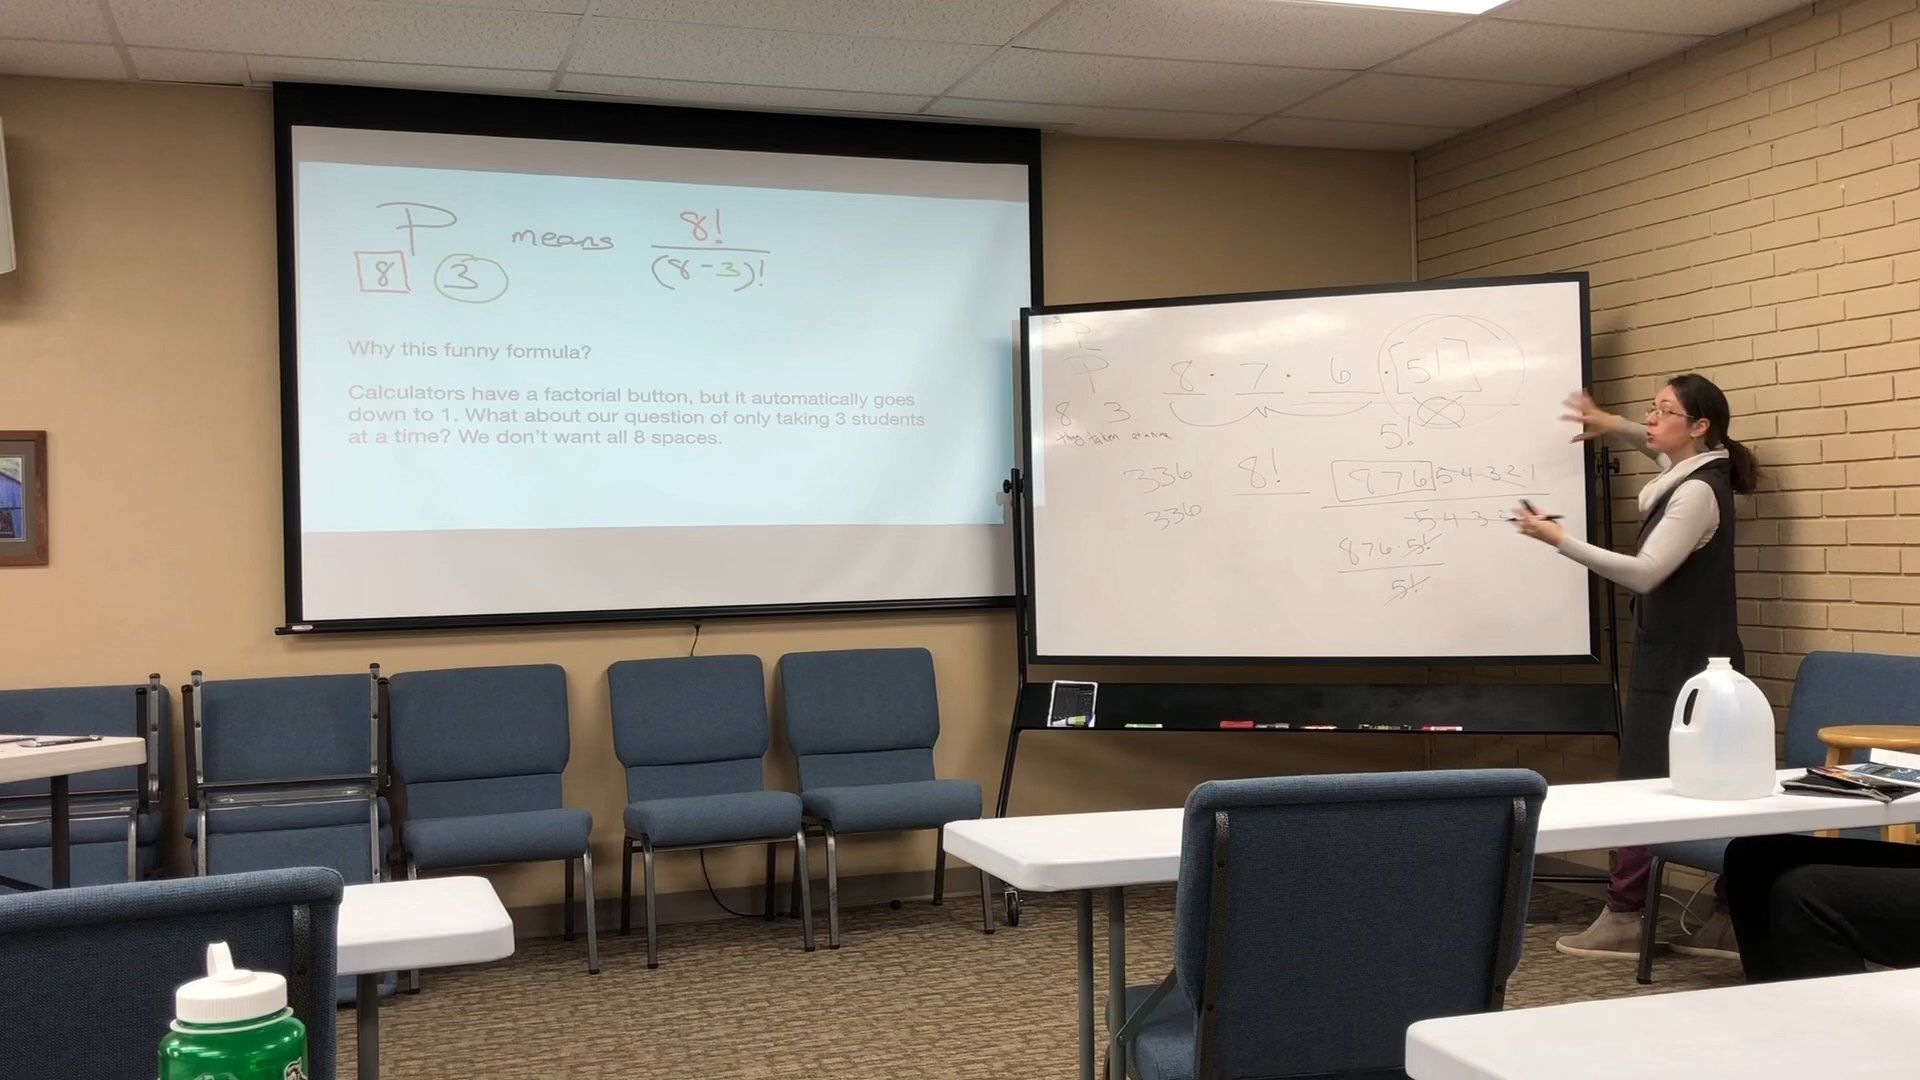 P means 8!
8 3 (8-3)!
Why this funny formula?
Calculators have a factorial button, but it automatically goes
down to 1. What about our question of only taking 3 students
at a time? We don't want all 8 spaces.
P
8 3
taken
8 · 7 · 6 · [5!]
5!
336
336
8!
8 7·6 5 4·3·2·1
5 4 3
8 7 6 · 5!
5!